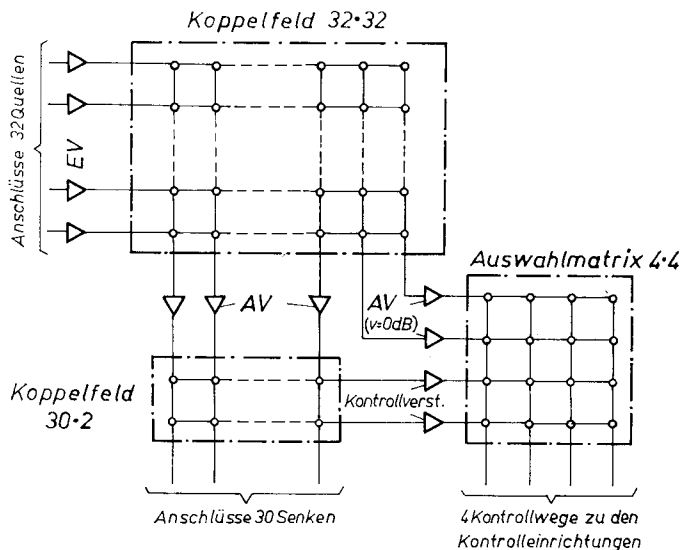 Koppelfeld 32•32
Anschlüsse 32 Quellen
EV
Auswahlmatrix 4•4
AV
AV
(v=0dB)
Koppelfeld
30•2
Kontrollverst.
Anschlüsse 30 Senken
4 Kontrollwege zu den
Kontrolleinrichtungen